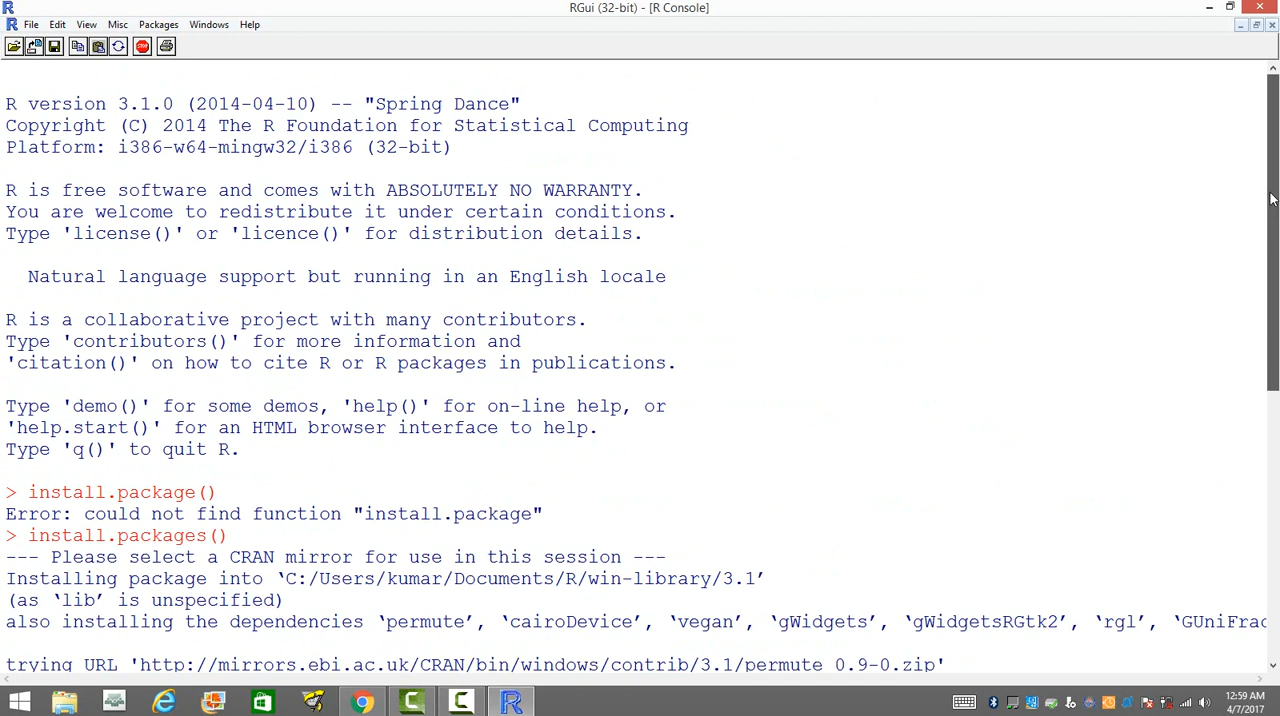 RGui (32-bit) - [R Console]
File Edit View Misc Packages Windows Help
STOP
R version 3.1.0 (2014-04-10) -- "Spring Dance"
Copyright (C) 2014 The R Foundation for Statistical Computing
Platform: i386-w64-mingw32/i386 (32-bit)
R is free software and comes with ABSOLUTELY NO WARRANTY.
You are welcome to redistribute it under certain conditions.
Type 'license()' or 'licence()' for distribution details.
Natural language support but running in an English locale
R is a collaborative project with many contributors.
Type 'contributors()' for more information and
'citation()' on how to cite R or R packages in publications.
Type 'demo()' for some demos, 'help()' for on-line help, or
'help.start()' for an HTML browser interface to help.
Type 'q()' to quit R.
> install.package()
Error: could not find function "install.package"
> install.packages()
--- Please select a CRAN mirror for use in this session ---
Installing package into ‘C:/Users/kumar/Documents/R/win-library/3.1’
(as ‘lib’ is unspecified)
also installing the dependencies ‘permute’, ‘cairoDevice’, ‘vegan’, ‘gWidgets’, ‘gWidgetsRGtk2’, ‘rgl’, ‘GUniFrac
trying URL 'http://mirrors.ebi.ac.uk/CRAN/bin/windows/contrib/3.1/permute_0.9-0.zip'
12:59 AM
4/7/2017